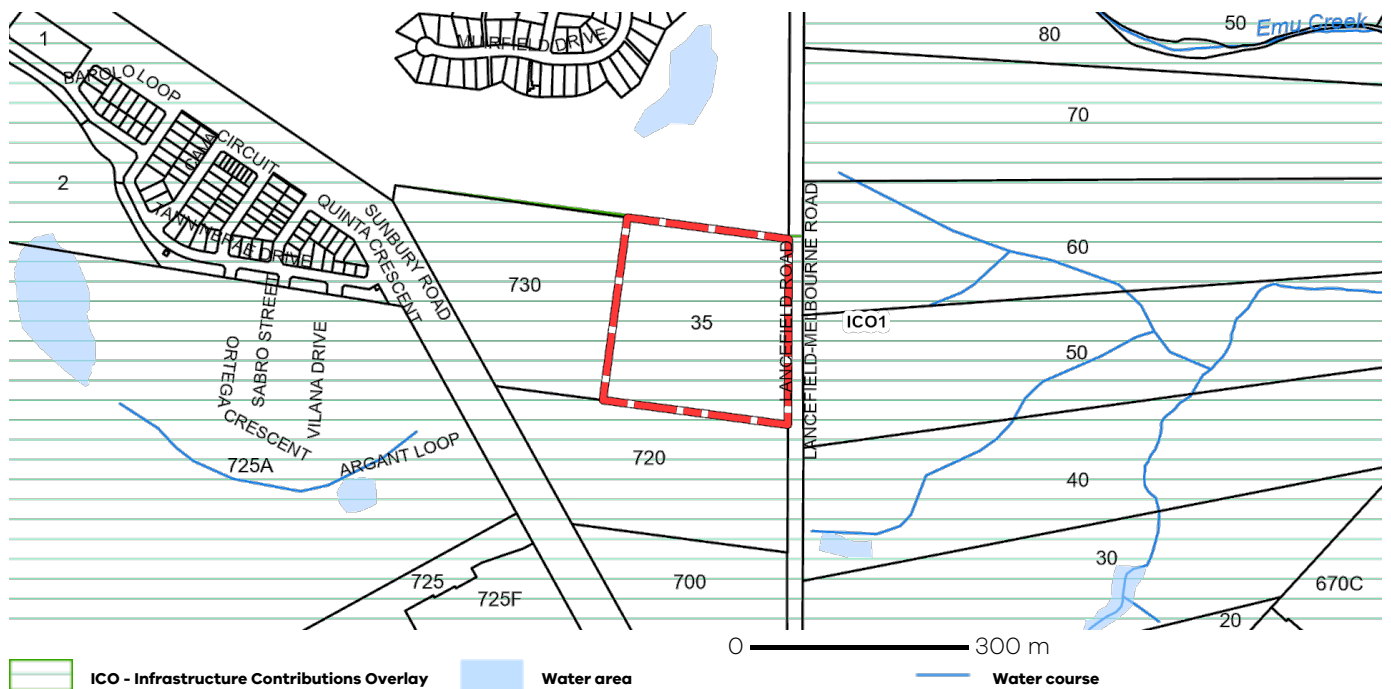 50
Emu Creek
80
1
MUIRFIELD DRIVE
BAROLO LOOP
70
CAMA CIRCUIT
2
QUINTA CRESCENT
SUNBURY ROAD
TANNINBRAE DRIVE
LANCEFIELD ROAD
LANCEFIELD-MELBOURNE ROAD
60
730
35
ICO1
50
SABRO STREET
ORTEGA CRESCENT
VILANA DRIVE
ARGANT LOOP
725A
720
40
30
725
725F
700
670C
20
0 300 m
ICO - Infrastructure Contributions Overlay
Water area
Water course